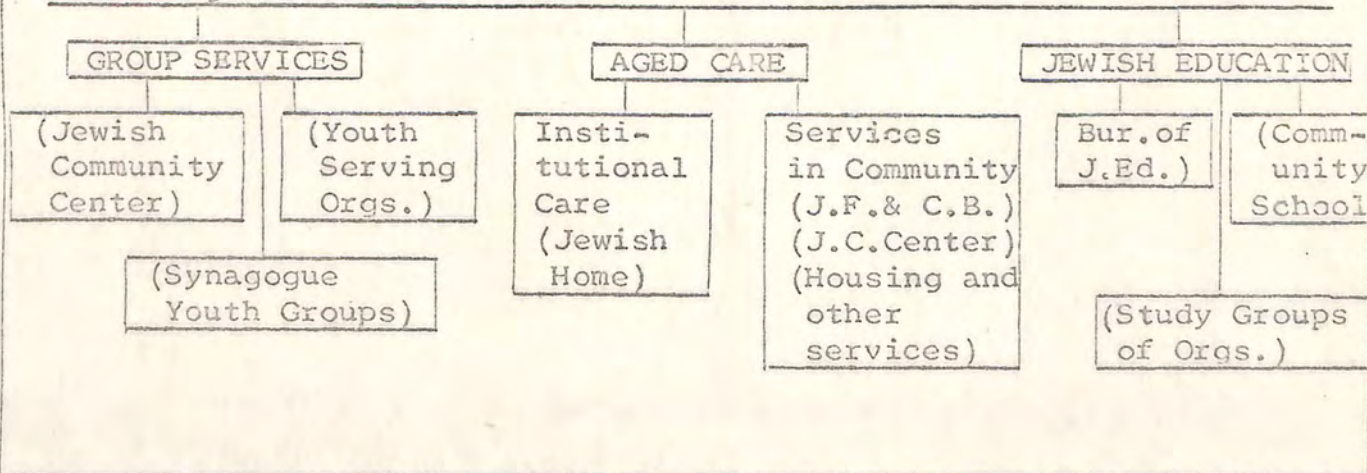 GROUP SERVICES
(Jewish
Community
Center)
(Youth
Serving
Orgs.)
(Synagogue
Youth Groups)
AGED CARE
Insti-
tutional
Care
(Jewish
Home)
Services
in Community
(J.F.& C.B.)
(J.C.Center)
(Housing and
other
services)
JEWISH EDUCATION
Bur.of
J.Ed.)
(Comm-
unity
School
(Study Groups
of Orgs.)